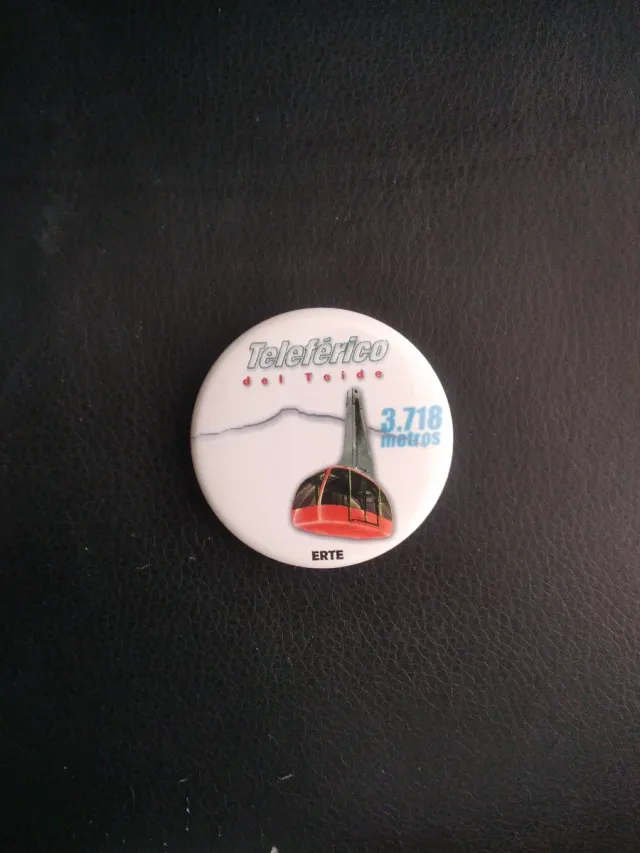 Teleférico
del Teide
3.718
metros
ERTE